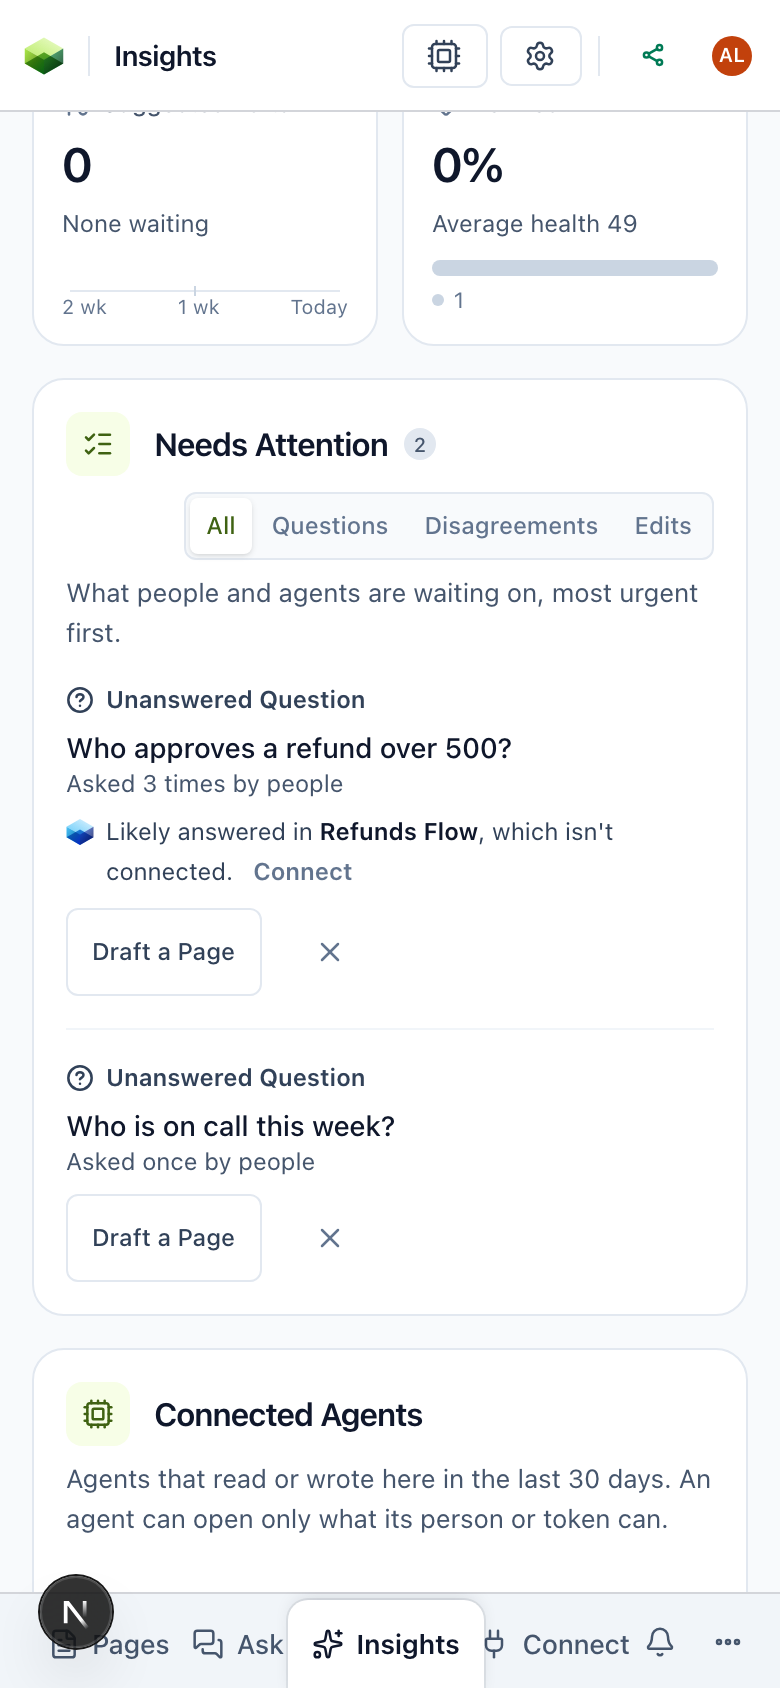 Insights
AL
0
None waiting
2 wk 1 wk Today
0%
Average health 49
1
Needs Attention 2
All Questions Disagreements Edits
What people and agents are waiting on, most urgent
first.
Unanswered Question
Who approves a refund over 500?
Asked 3 times by people
Likely answered in Refunds Flow, which isn't
connected. Connect
Draft a Page
Unanswered Question
Who is on call this week?
Asked once by people
Draft a Page
Connected Agents
Agents that read or wrote here in the last 30 days. An
agent can open only what its person or token can.
N
Pages Ask Insights Connect